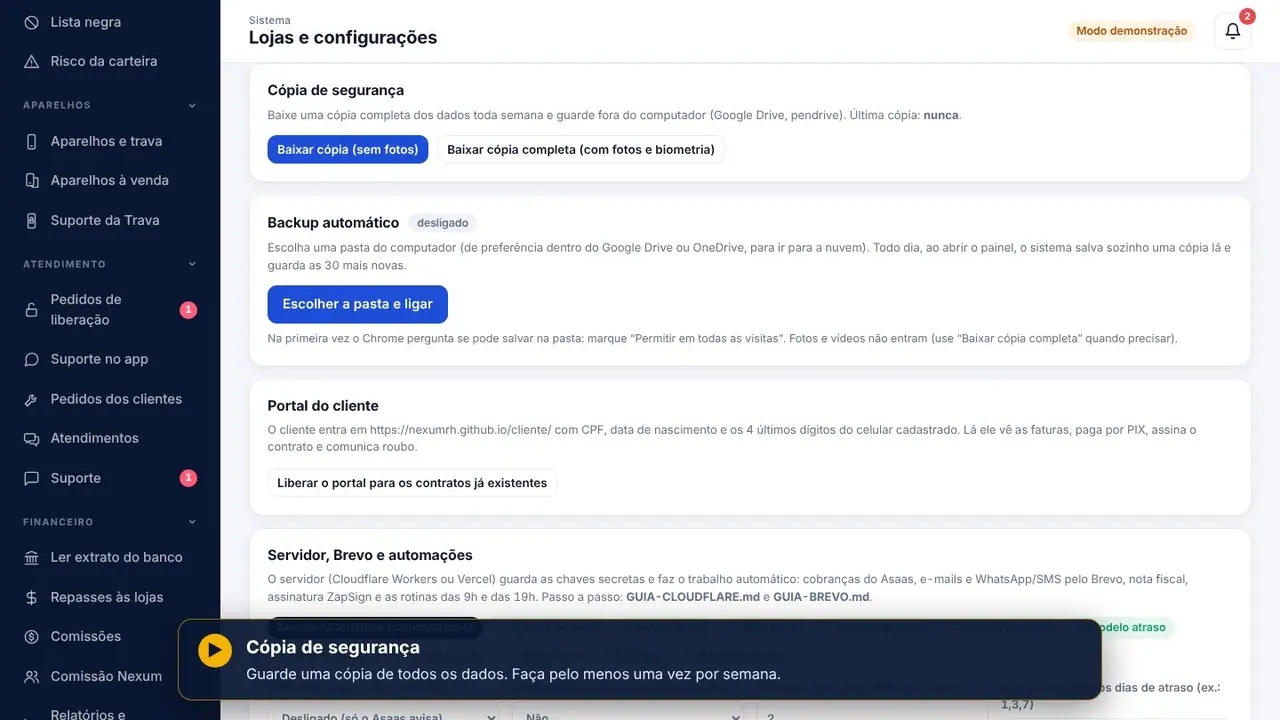 Lista negra
Risco da carteira
APARELHOS
Aparelhos e trava
Aparelhos à venda
Suporte da Trava
ATENDIMENTO
Pedidos de
liberação
1
Suporte no app
Pedidos dos clientes
Atendimentos
Suporte
1
FINANCEIRO
Ler extrato do banco
Repasses às lojas
Comissões
Comissão Nexum
Relatórios e
Sistema
Lojas e configurações
Modo demonstração
2
Cópia de segurança
Baixe uma cópia completa dos dados toda semana e guarde fora do computador (Google Drive, pendrive). Última cópia: nunca.
Baixar cópia (sem fotos)
Baixar cópia completa (com fotos e biometria)
Backup automático
desligado
Escolha uma pasta do computador (de preferência dentro do Google Drive ou OneDrive, para ir para a nuvem). Todo dia, ao abrir o painel, o sistema salva sozinho uma cópia lá e
guarda as 30 mais novas.
Escolher a pasta e ligar
Na primeira vez o Chrome pergunta se pode salvar na pasta: marque “Permitir em todas as visitas”. Fotos e vídeos não entram (use “Baixar cópia completa” quando precisar).
Portal do cliente
O cliente entra em https://nexumrh.github.io/cliente/ com CPF, data de nascimento e os 4 últimos dígitos do celular cadastrado. Lá ele vê as faturas, paga por PIX, assina o
contrato e comunica roubo.
Liberar o portal para os contratos já existentes
Servidor, Brevo e automações
O servidor (Cloudflare Workers ou Vercel) guarda as chaves secretas e faz o trabalho automático: cobranças do Asaas, e-mails e WhatsApp/SMS pelo Brevo, nota fiscal,
assinatura ZapSign e as rotinas das 9h e das 19h. Passo a passo: GUIA-CLOUDFLARE.md e GUIA-BREVO.md.
atraso
Cópia de segurança
Guarde uma cópia de todos os dados. Faça pelo menos uma vez por semana.
dias de atraso (ex.:
1,3,7)
Desligado (só o Asaas avisa)
Não
2